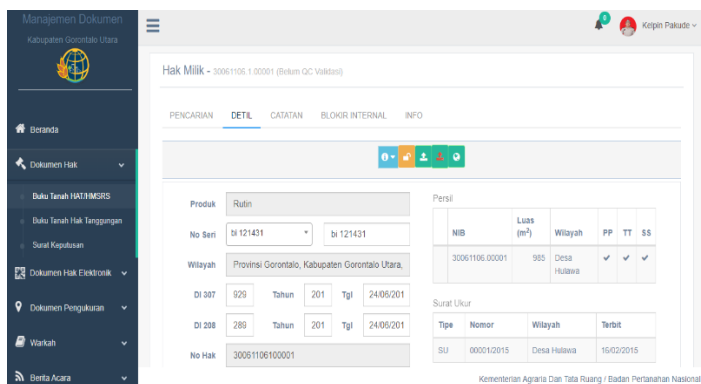 Manajemen Dokumen
Kabupaten Gorontalo Utara
Beranda
Dokumen Hak
Buku Tanah HAT/HMSRS
Buku Tanah Hak Tanggungan
Surat Keputusan
Dokumen Hak Elektronik
Dokumen Pengukuran
Warkah
Berita Acara
0
Kelpin Pakude
Hak Milik - 30061106.1.00001 (Belum QC Validasi)
PENCARIAN DETIL CATATAN BLOKIR INTERNAL INFO
Produk Rutin
No Seri bi 121431 bi 121431
Wilayah Provinsi Gorontalo, Kabupaten Gorontalo Utara,
DI 307 929 Tahun 201 Tgl 24/06/201
DI 208 289 Tahun 201 Tgl 24/06/201
No Hak 30061106100001
Persil
NIB Luas (m²) Wilayah PP TT SS
30061106.00001 985 Desa Hulawa ✓ ✓ ✓
Surat Ukur
Tipe Nomor Wilayah Terbit
SU 00001/2015 Desa Hulawa 16/02/2015
Kementerian Agraria Dan Tata Ruang / Badan Pertanahan Nasional